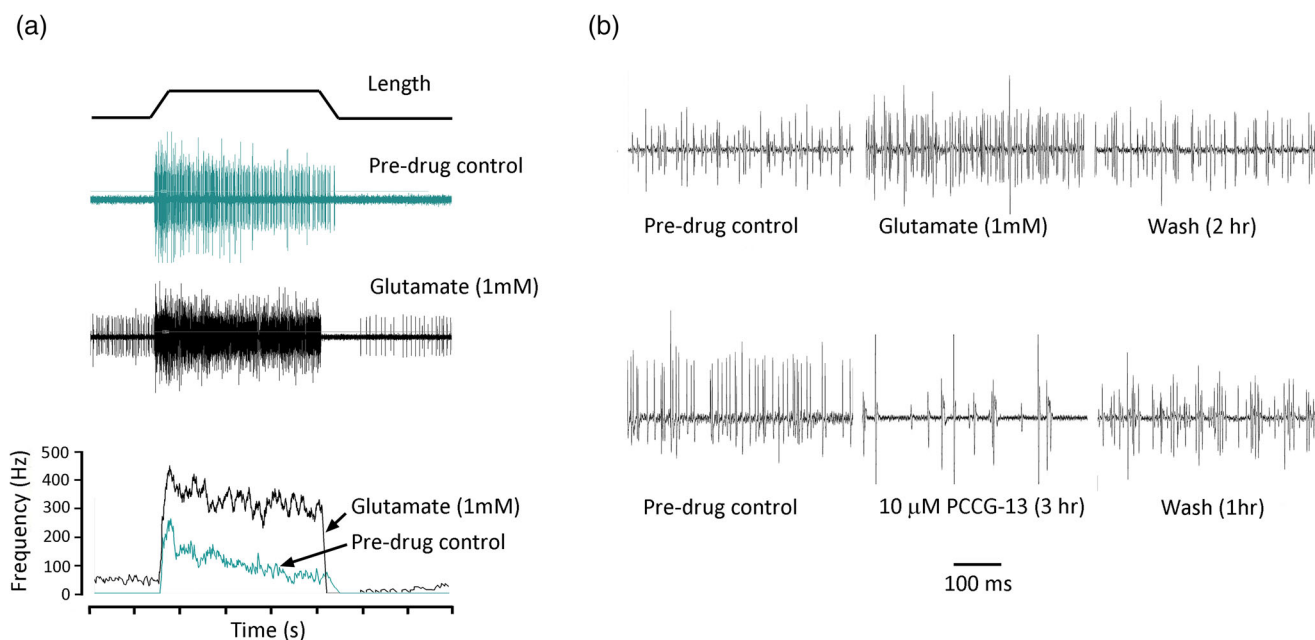 (a)
Length
Pre-drug control
Glutamate (1mM)
Frequency (Hz)
500
400
300
200
100
0
Glutamate (1mM)
Pre-drug control
Time (s)
(b)
Pre-drug control
Glutamate (1mM)
Wash (2 hr)
Pre-drug control
10 μM PCCG-13 (3 hr)
Wash (1hr)
100 ms